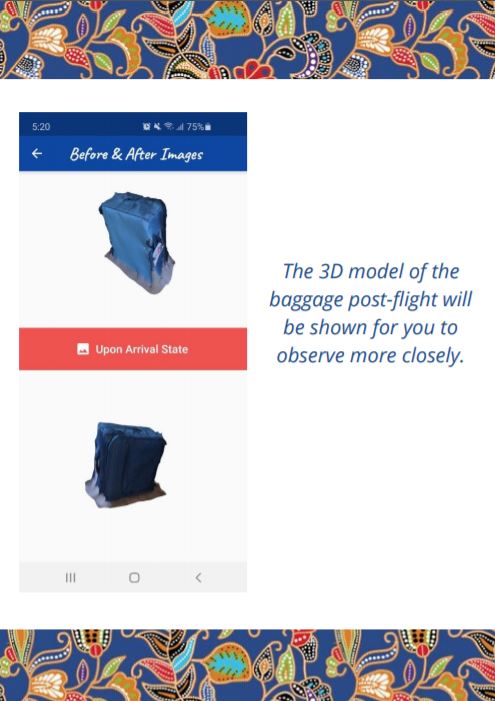 5:20
75%
Before & After Images
The 3D model of the
baggage post-flight will
be shown for you to
observe more closely.
Upon Arrival State